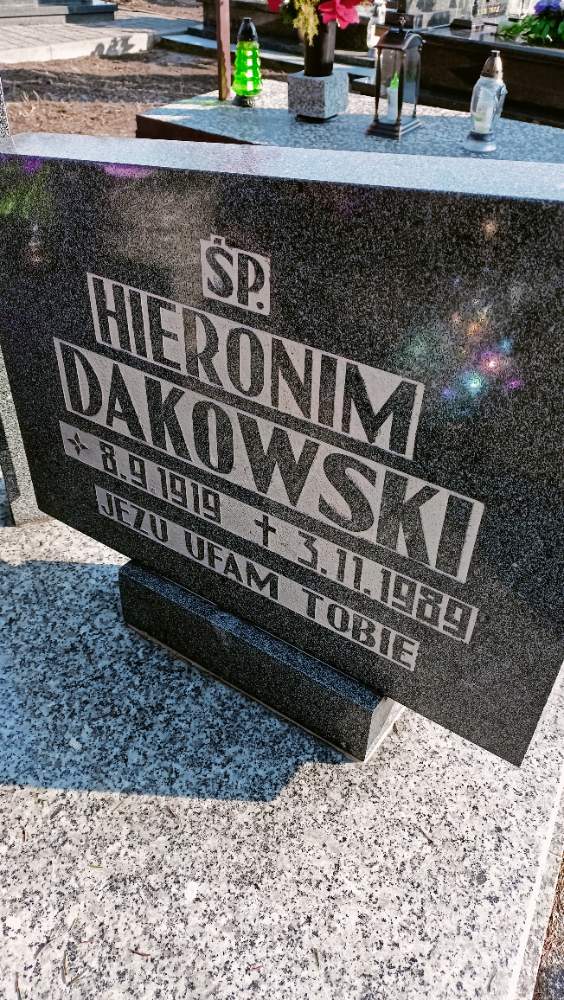 ŚP.
HIERONIM
DAKOWSKI
8.9.1919 † 3.11.1989
JEZU UFAM TOBIE